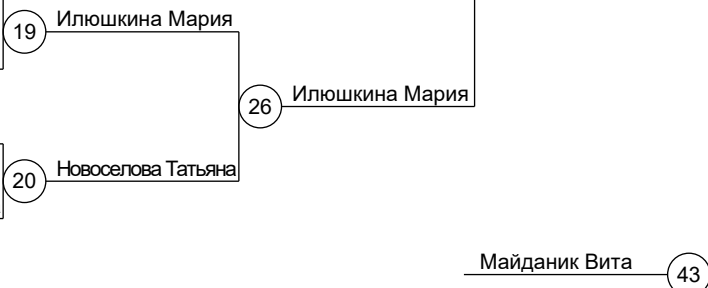 19
Илюшкина Мария
26
Илюшкина Мария
20
Новоселова Татьяна
Майданик Вита
43